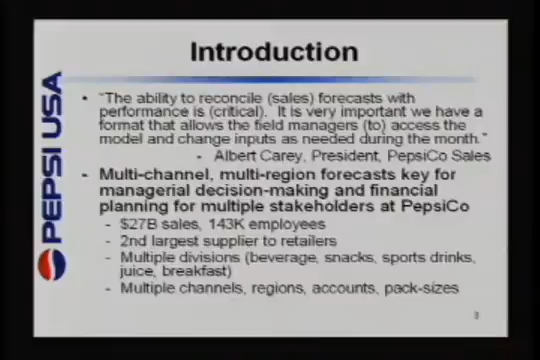 Introduction
PEPSI USA
• "The ability to reconcile (sales) forecasts with
performance is (critical). It is very important we have a
format that allows the field managers (to) access the
model and change inputs as needed during the month."
- Albert Carey, President, PepsiCo Sales
• Multi-channel, multi-region forecasts key for
managerial decision-making and financial
planning for multiple stakeholders at PepsiCo
- $27B sales, 143K employees
- 2nd largest supplier to retailers
- Multiple divisions (beverage, snacks, sports drinks,
juice, breakfast)
- Multiple channels, regions, accounts, pack-sizes